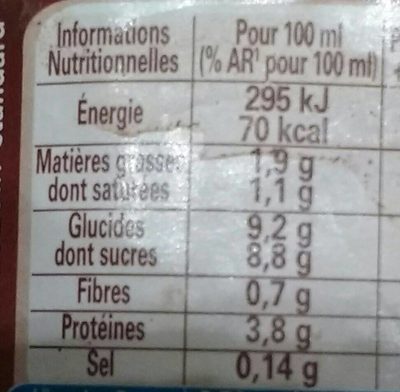 Informations Pour 100 ml
Nutritionnelles (% AR¹ pour 100 ml)
Énergie 295 kJ
70 kcal
Matières grasses 1,9 g
dont saturées 1,1 g
Glucides 9,2 g
dont sucres 8,8 g
Fibres 0,7 g
Protéines 3,8 g
Sel 0,14 g